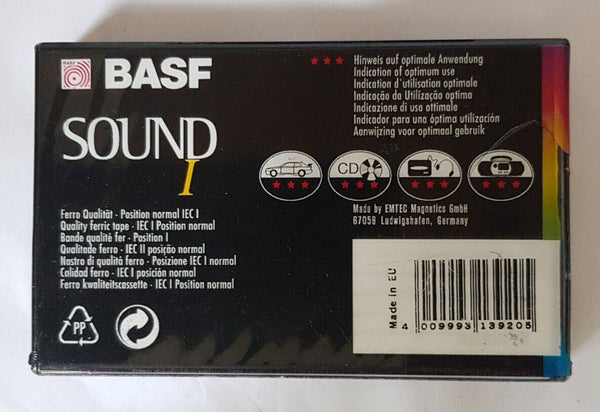 BASF
BASF
SOUND
I
★★★ Hinweis auf optimale Anwendung
Indication of optimum use
Indication d'utilisation optimale
Indicação da Utilização optima
Indicazione di uso ottimale
Indicador para una óptima utilización
Aanwijzing voor optimaal gebruik
CD
★★★ ★★★ ★★★ ★★★
Made by EMTEC Magnetics GmbH
67059 Ludwigshafen, Germany
Ferro Qualität - Position normal IEC I
Quality ferric tape - IEC I Position normal
Bande qualité fer - Position I
Qualitade ferro - IEC II posição normal
Nastro di qualità ferro - Posizione IEC I normal
Calidad ferro - IEC I posición normal
Ferro kwaliteitscassette - IEC I Position normal
PP
Made in EU
4 009993 139205